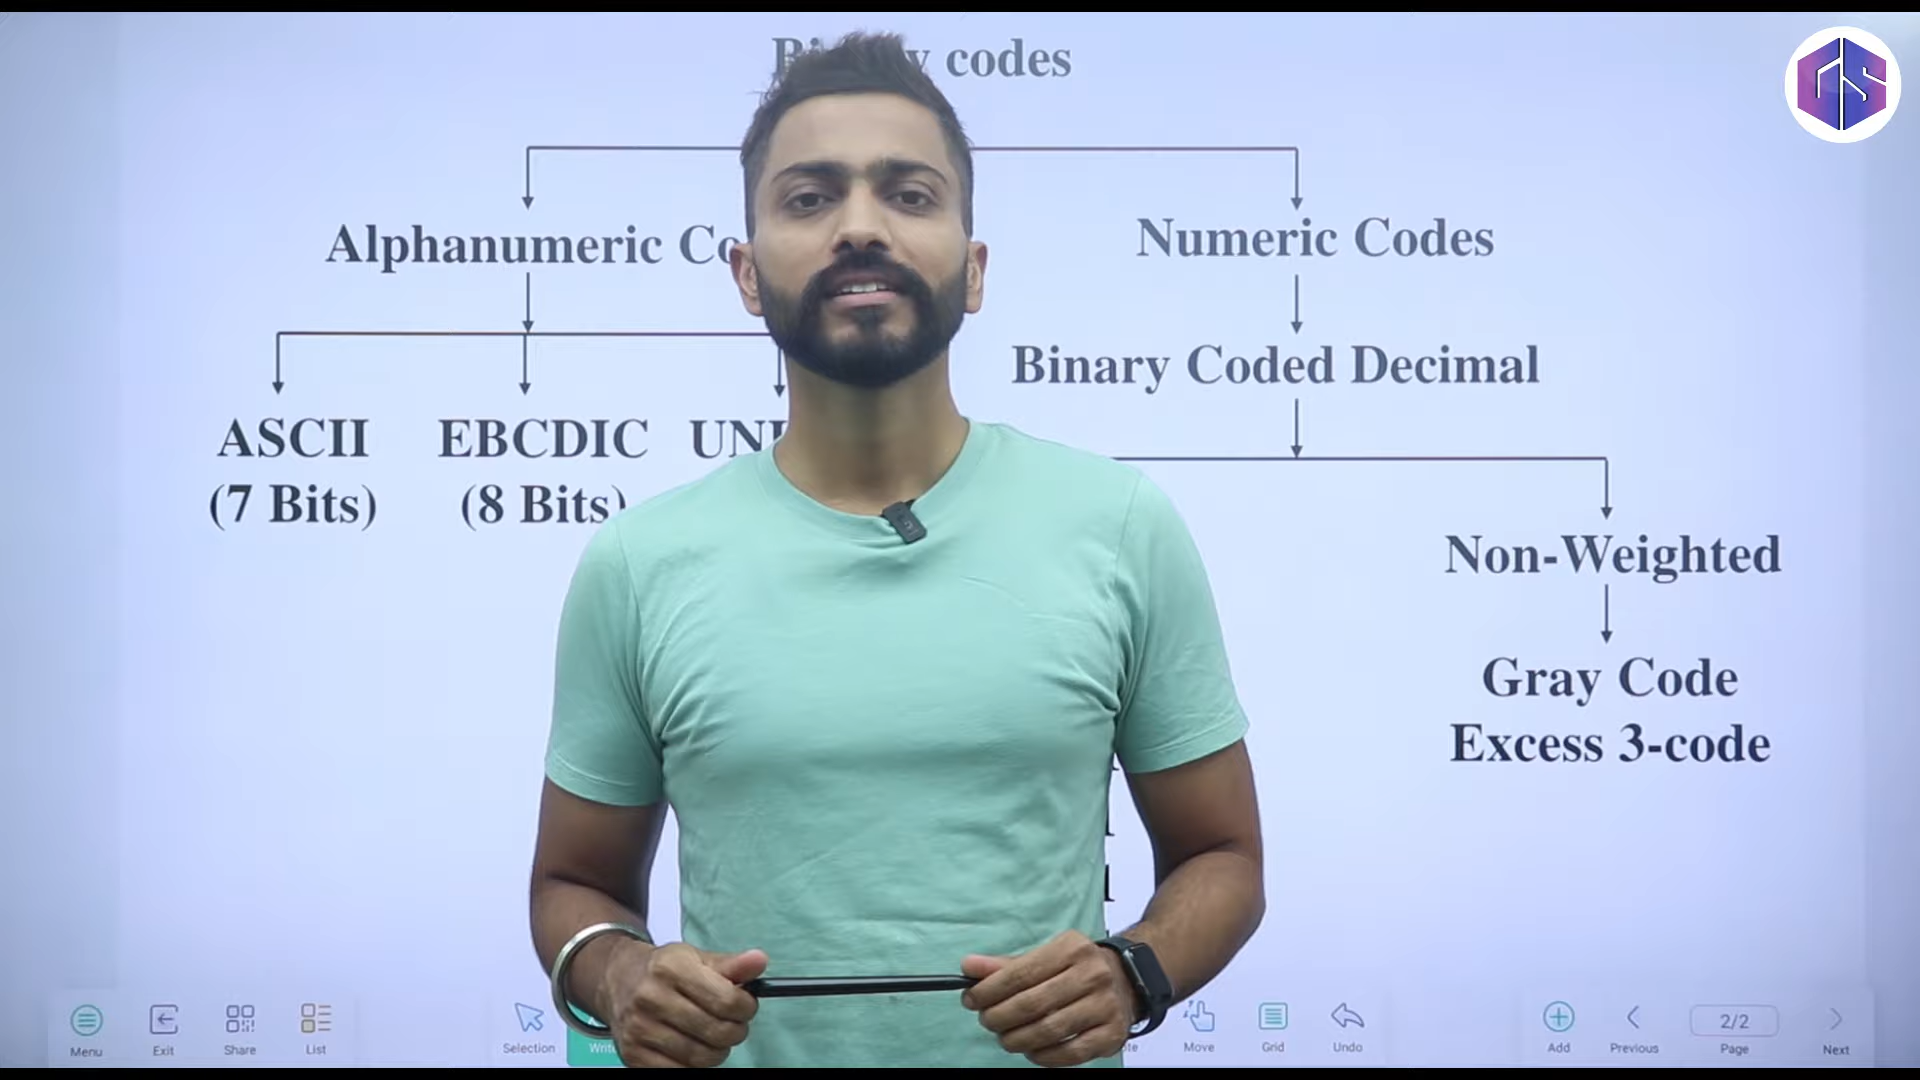 codes
Alphanumeric
Numeric Codes
Binary Coded Decimal
ASCII
(7 Bits)
EBCDIC
(8 Bits)
Non-Weighted
Gray Code
Excess 3-code
Menu
Exit
Share
List
Selection
Move
Grid
Undo
Add
Previous
2/2
Page
Next